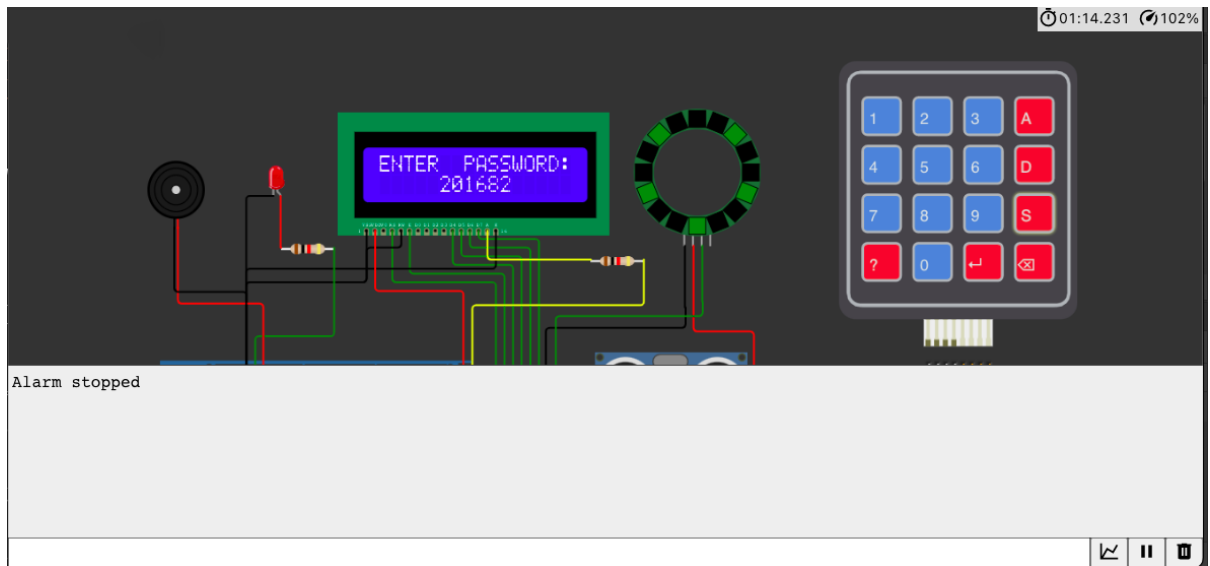 01:14.231 102%
ENTER PASSWORD:
201682
1 2 3 A
4 5 6 D
7 8 9 S
? 0
Alarm stopped